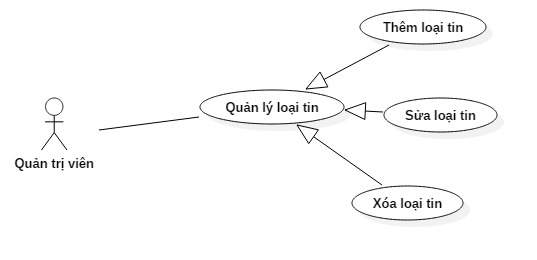 Thêm loại tin
Quản lý loại tin
Sửa loại tin
Quản trị viên
Xóa loại tin